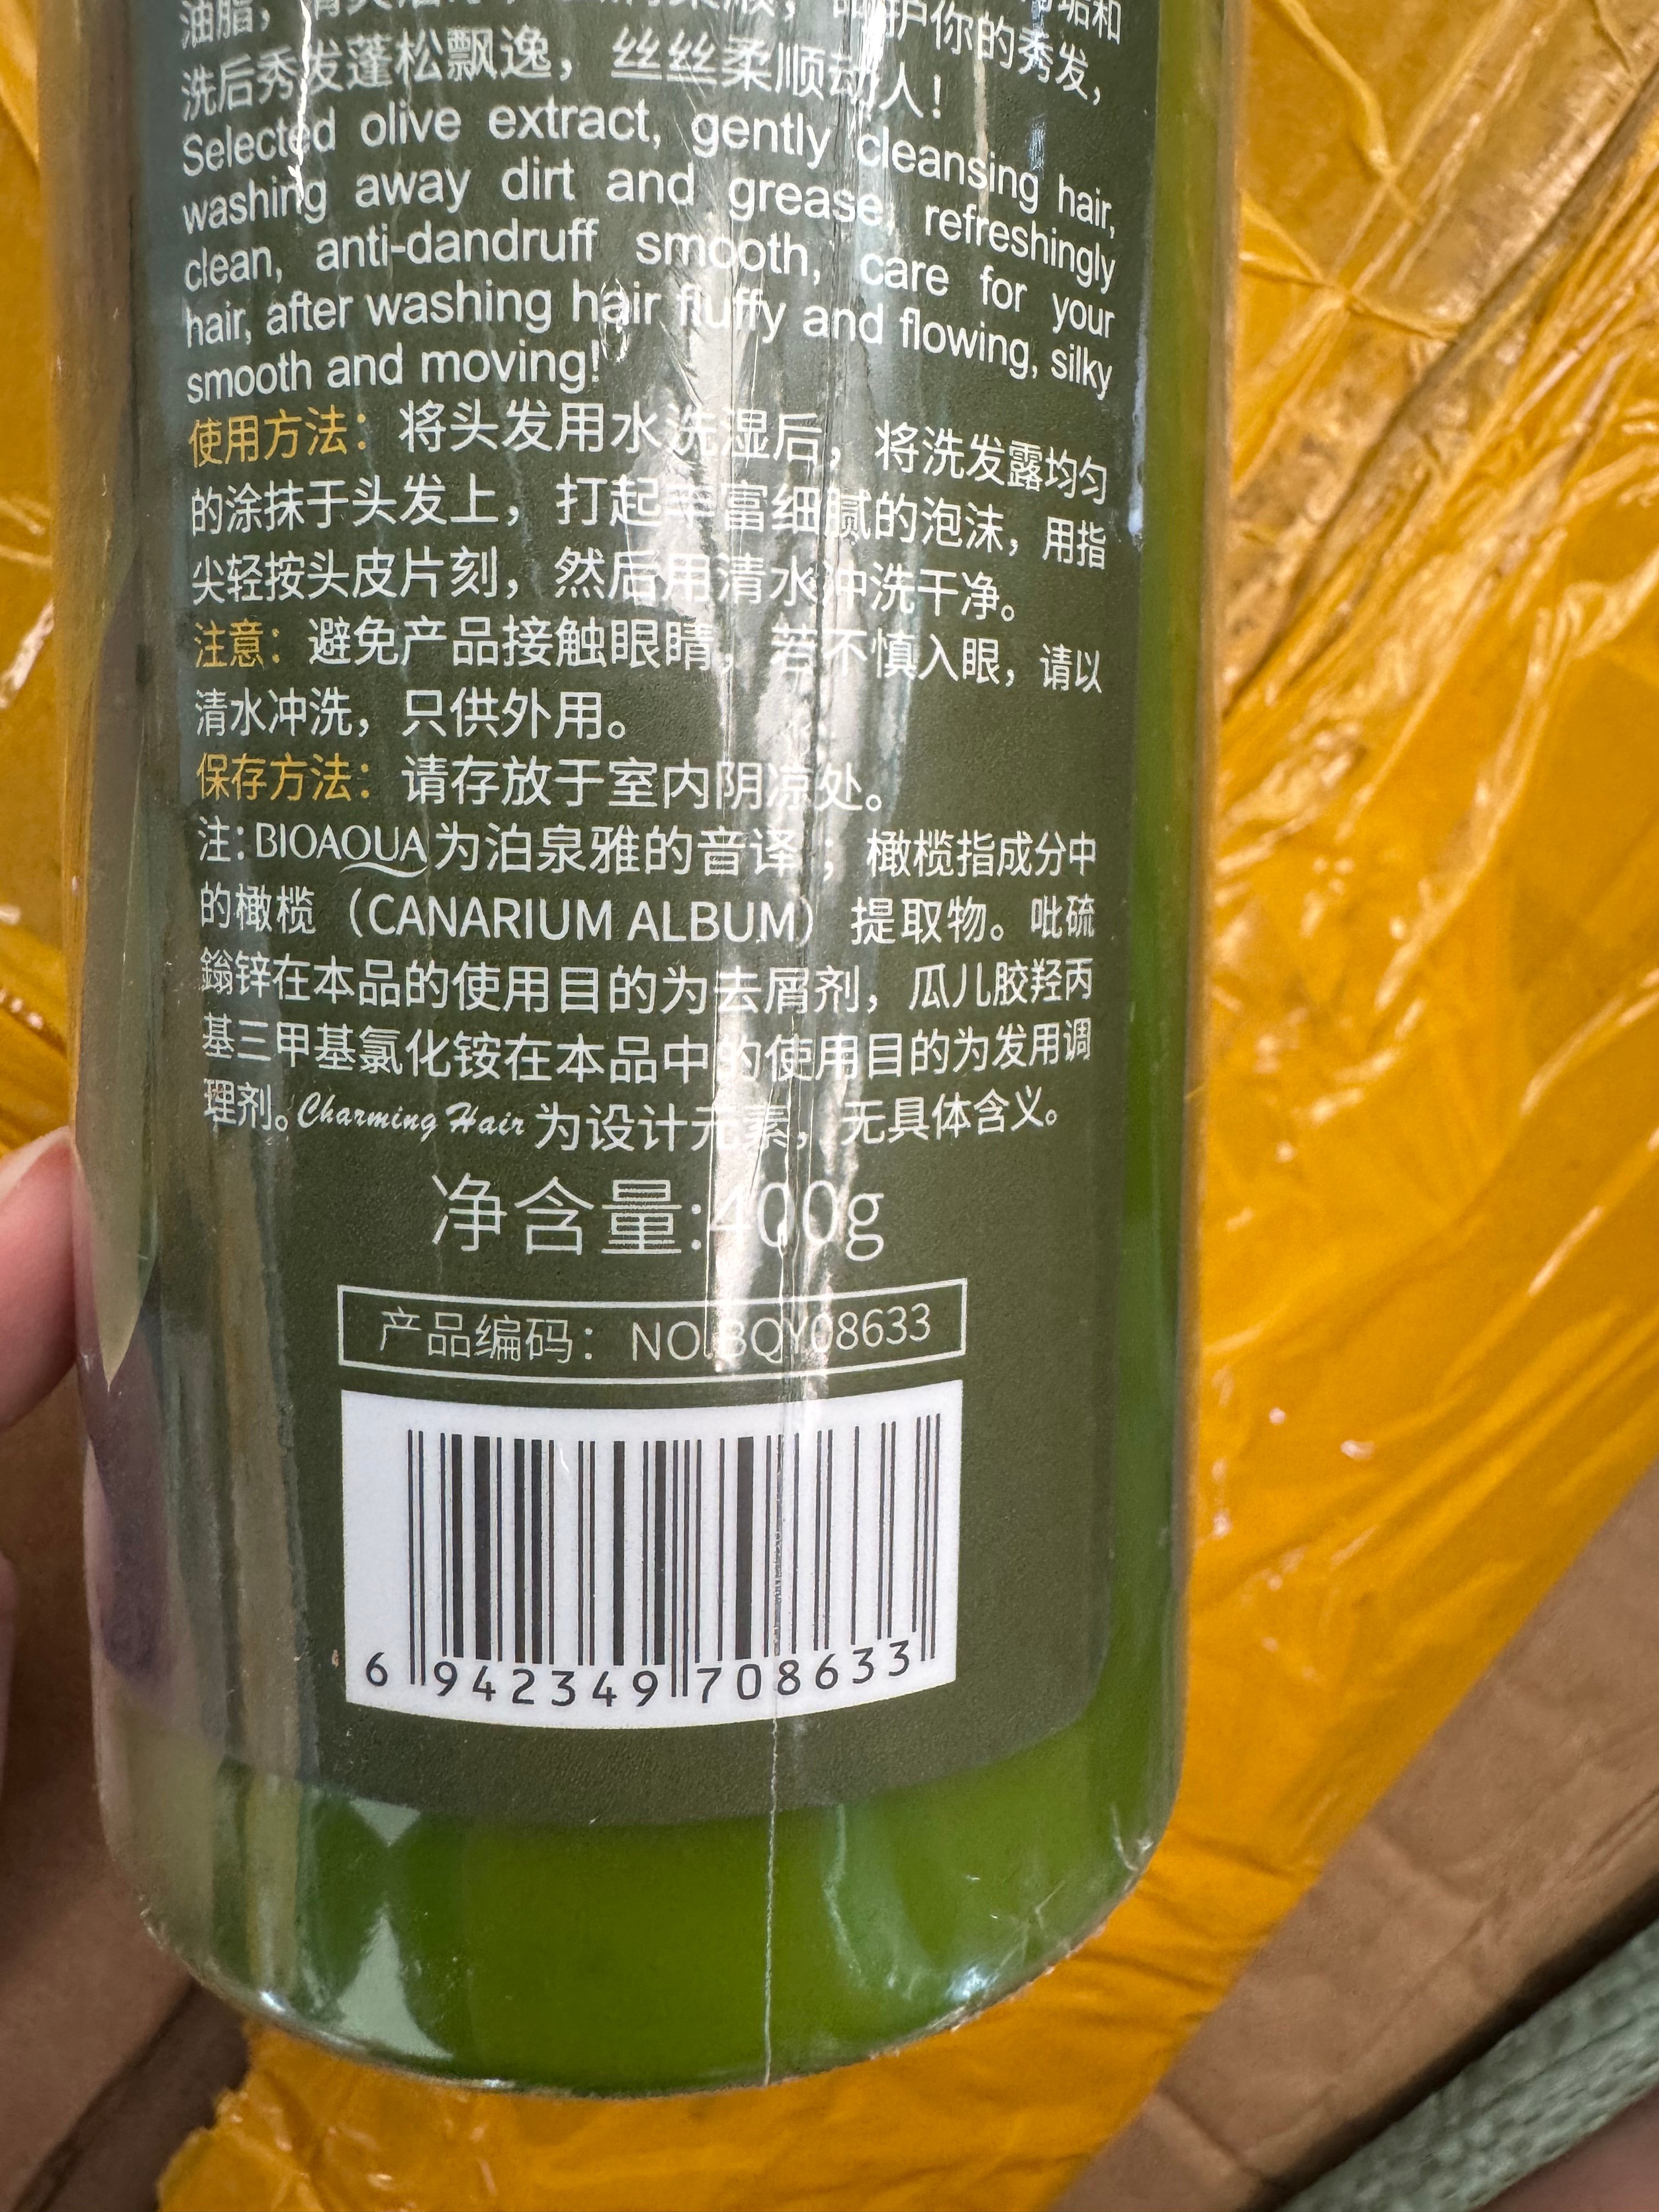 油脂，
护你的秀发，
洗后秀发蓬松飘逸，丝丝柔顺动人！
Selected olive extract, gently cleansing hair,
washing away dirt and grease, refreshingly
clean, anti-dandruff smooth, care for your
hair, after washing hair fluffy and flowing, silky
smooth and moving!
使用方法：将头发用水洗湿后，将洗发露均匀
的涂抹于头发上，打起丰富细腻的泡沫，用指
尖轻按头皮片刻，然后用清水冲洗干净。
注意：避免产品接触眼睛，若不慎入眼，请以
清水冲洗，只供外用。
保存方法：请存放于室内阴凉处。
注：BIOAQUA为泊泉雅的音译；橄榄指成分中
的橄榄（CANARIUM ALBUM）提取物。吡硫
鎓锌在本品的使用目的为去屑剂，瓜儿胶羟丙
基三甲基氯化铵在本品中的使用目的为发用调
理剂。Charming Hair为设计元素，无具体含义。
净含量:400g
产品编码：NO.BQY08633
6 942349 708633